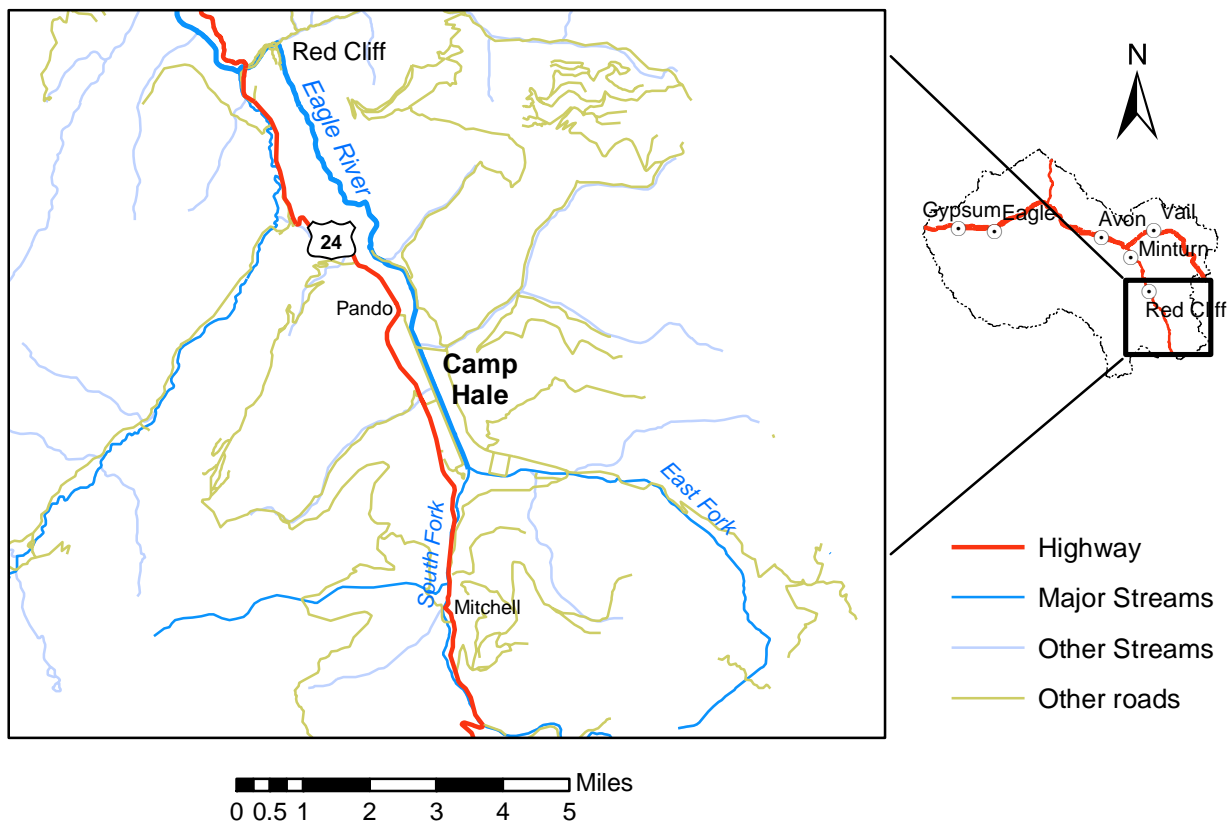 Red Cliff
Eagle River
24
Pando
Camp
Hale
East Fork
South Fork
Mitchell
N
Gypsum
Eagle
Avon
Vail
Minturn
Red Cliff
Highway
Major Streams
Other Streams
Other roads
Miles
0 0.5 1 2 3 4 5